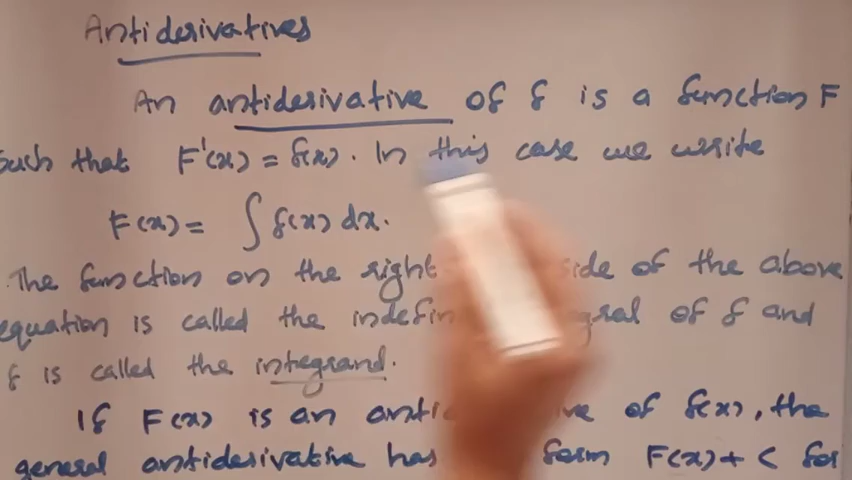 Antiderivatives
An antiderivative of f is a function F
such that F'(x) = f(x). In this case we write
F(x) = ∫ f(x) dx.
The function on the right side of the above
equation is called the indefin gral of f and
f is called the integrand.
If F(x) is an anti ve of f(x), the
general antiderivative has form F(x) + C for